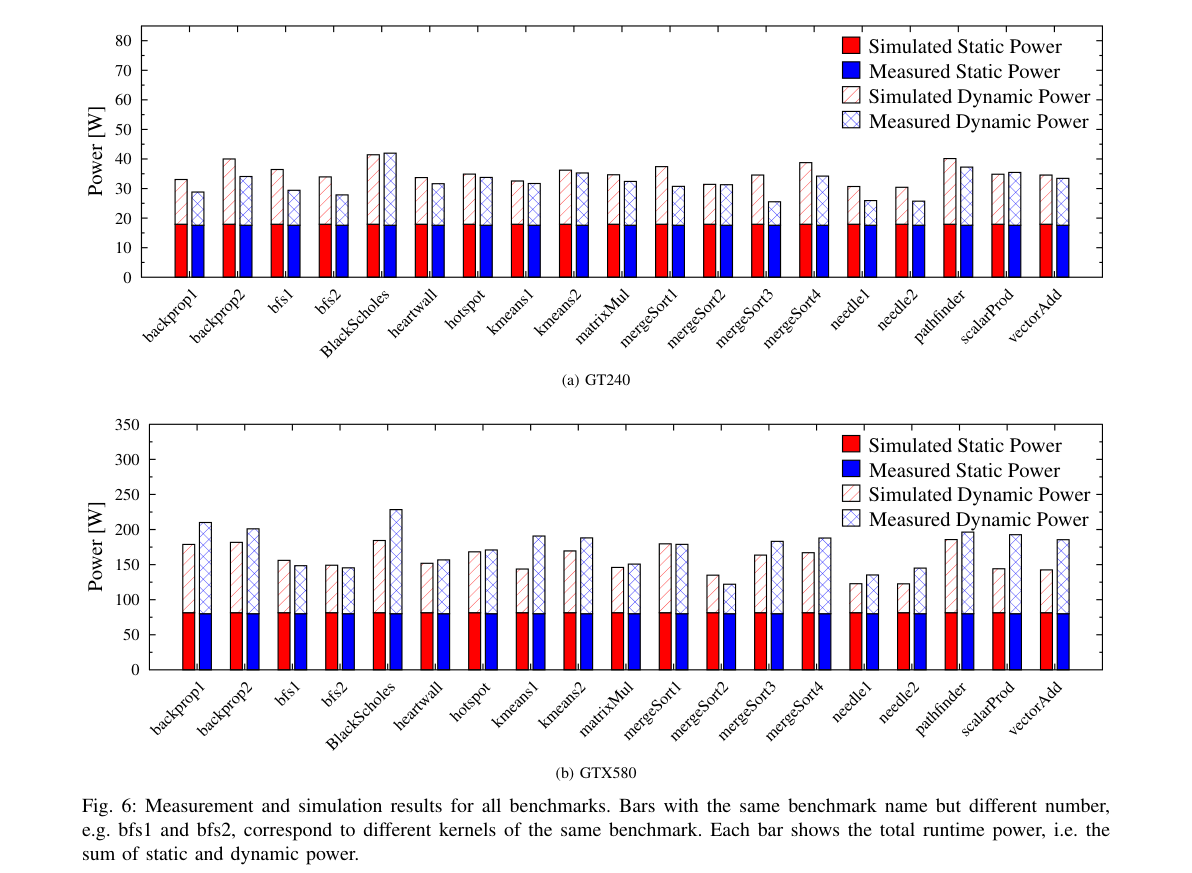 80
70
60
50
40
30
20
10
0
Power [W]
Simulated Static Power
Measured Static Power
Simulated Dynamic Power
Measured Dynamic Power
backprop1
backprop2
bfs1
bfs2
BlackScholes
heartwall
hotspot
kmeans1
kmeans2
matrixMul
mergeSort1
mergeSort2
mergeSort3
mergeSort4
needle1
needle2
pathfinder
scalarProd
vectorAdd
(a) GT240
350
300
250
200
150
100
50
0
Power [W]
Simulated Static Power
Measured Static Power
Simulated Dynamic Power
Measured Dynamic Power
backprop1
backprop2
bfs1
bfs2
BlackScholes
heartwall
hotspot
kmeans1
kmeans2
matrixMul
mergeSort1
mergeSort2
mergeSort3
mergeSort4
needle1
needle2
pathfinder
scalarProd
vectorAdd
(b) GTX580
Fig. 6: Measurement and simulation results for all benchmarks. Bars with the same benchmark name but different number,
e.g. bfs1 and bfs2, correspond to different kernels of the same benchmark. Each bar shows the total runtime power, i.e. the
sum of static and dynamic power.